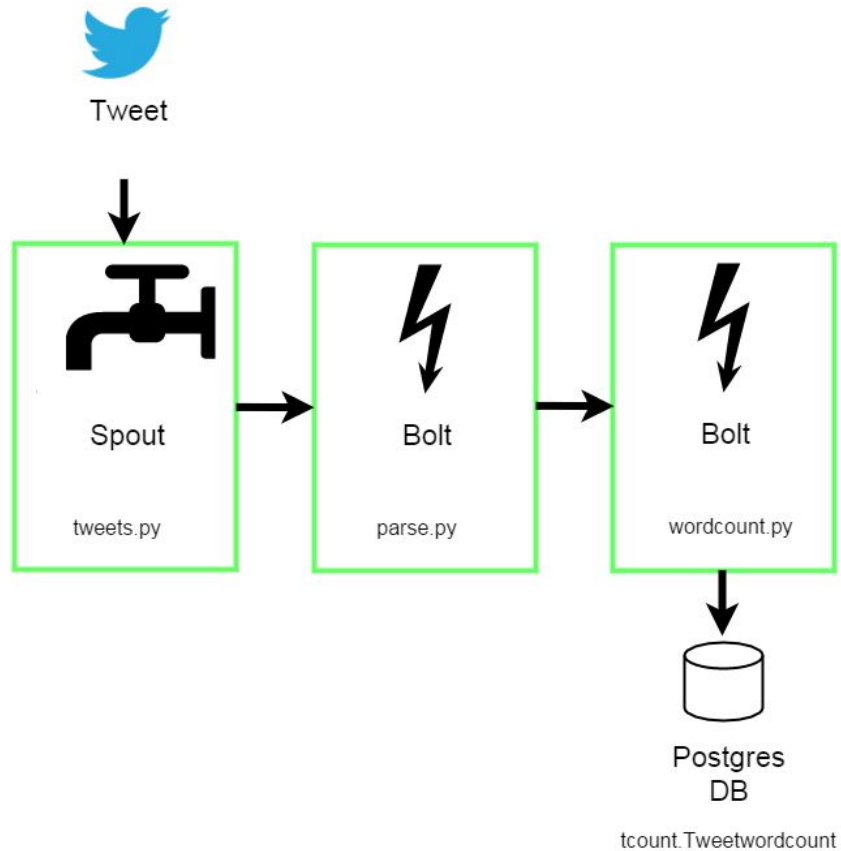 Tweet
Spout
tweets.py
Bolt
parse.py
Bolt
wordcount.py
Postgres
DB
tcount.Tweetwordcount